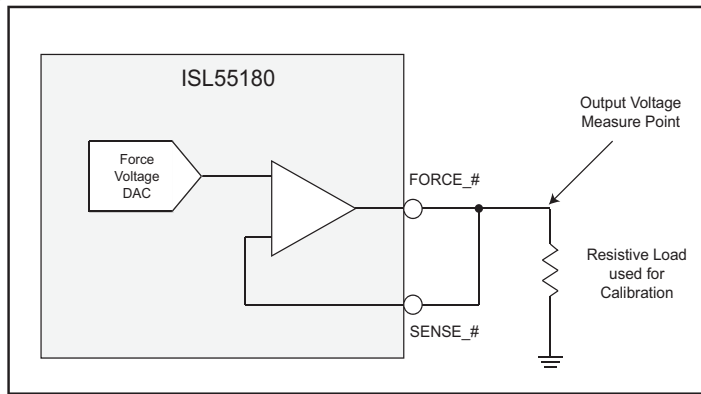 ISL55180
Output Voltage
Measure Point
Force
Voltage
DAC
FORCE_#
Resistive Load
used for
Calibration
SENSE_#